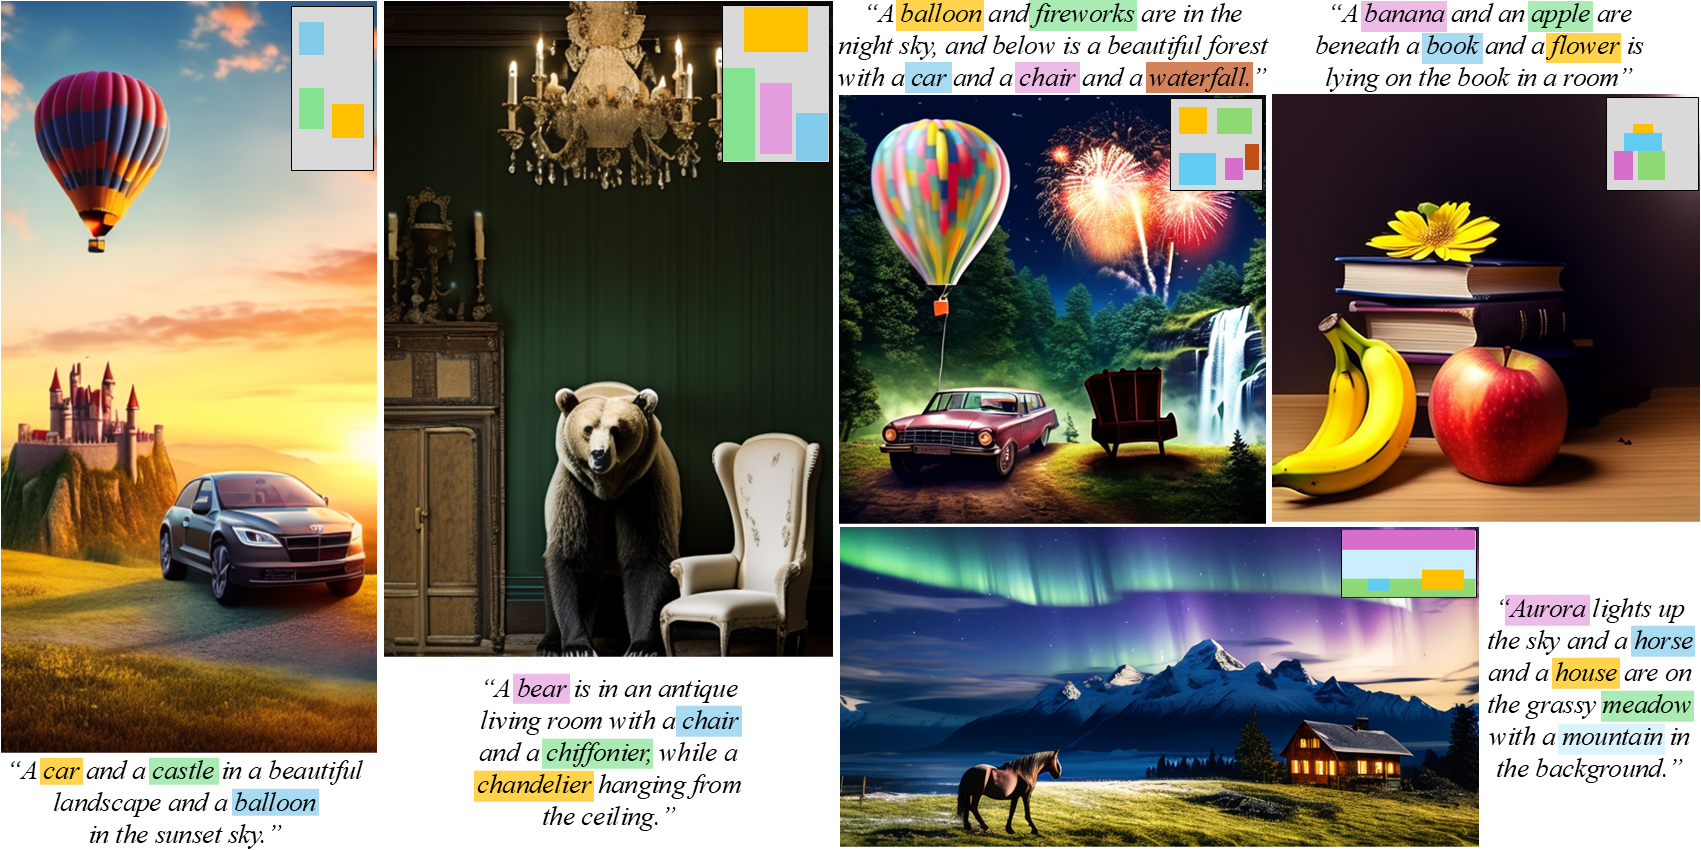 “A car and a castle in a beautiful
landscape and a balloon
in the sunset sky.”
“A bear is in an antique
living room with a chair
and a chiffonier, while a
chandelier hanging from
the ceiling.”
“A balloon and fireworks are in the
night sky, and below is a beautiful forest
with a car and a chair and a waterfall.”
“A banana and an apple are
beneath a book and a flower is
lying on the book in a room”
“Aurora lights up
the sky and a horse
and a house are on
the grassy meadow
with a mountain in
the background.”